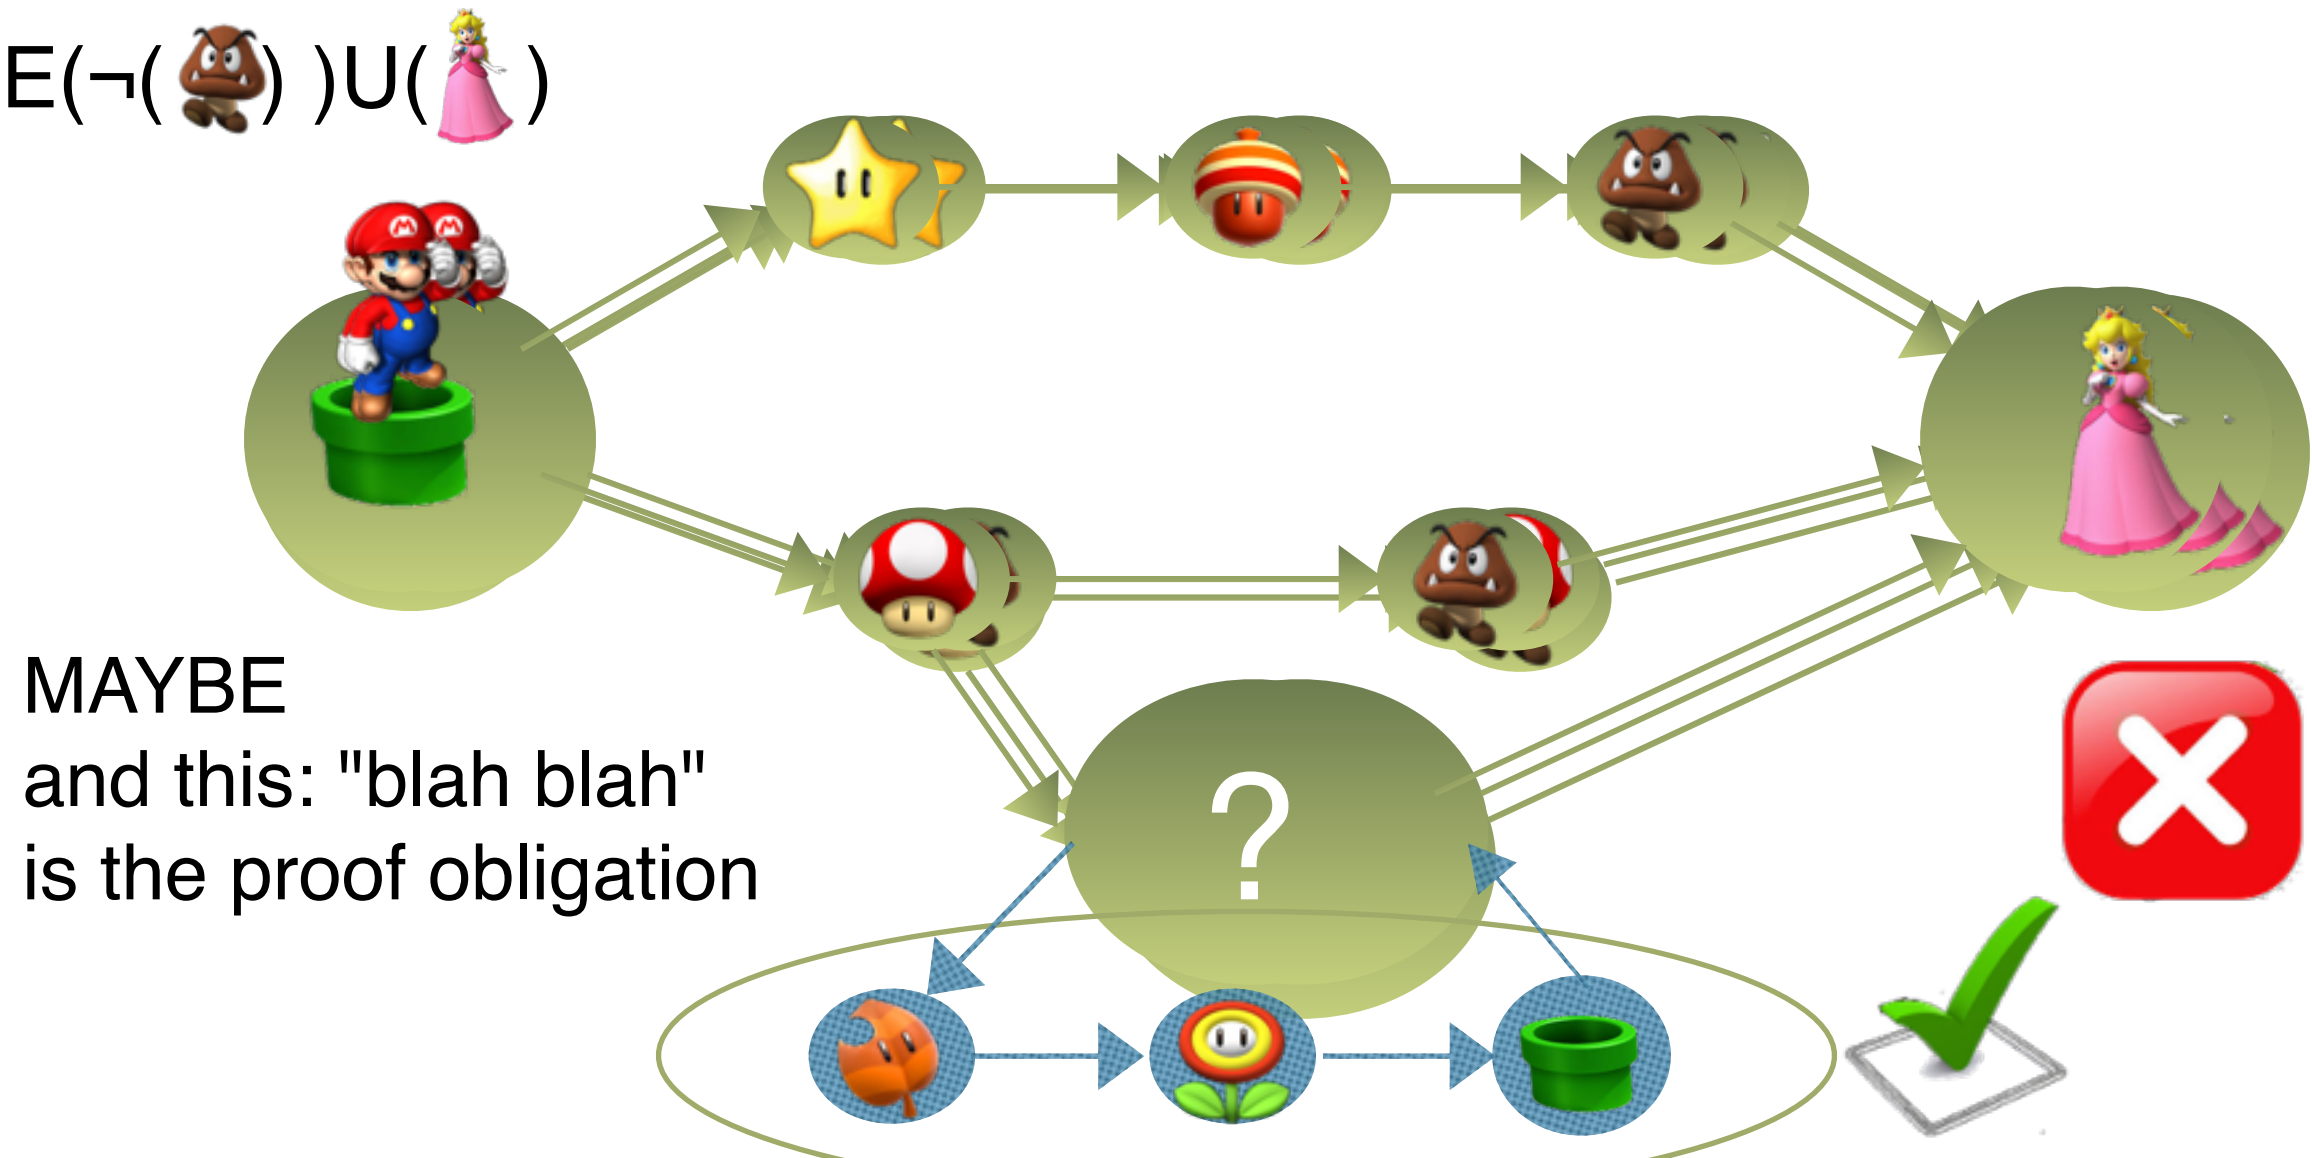 E(¬( ) )U( )
?
MAYBE
and this: "blah blah"
is the proof obligation